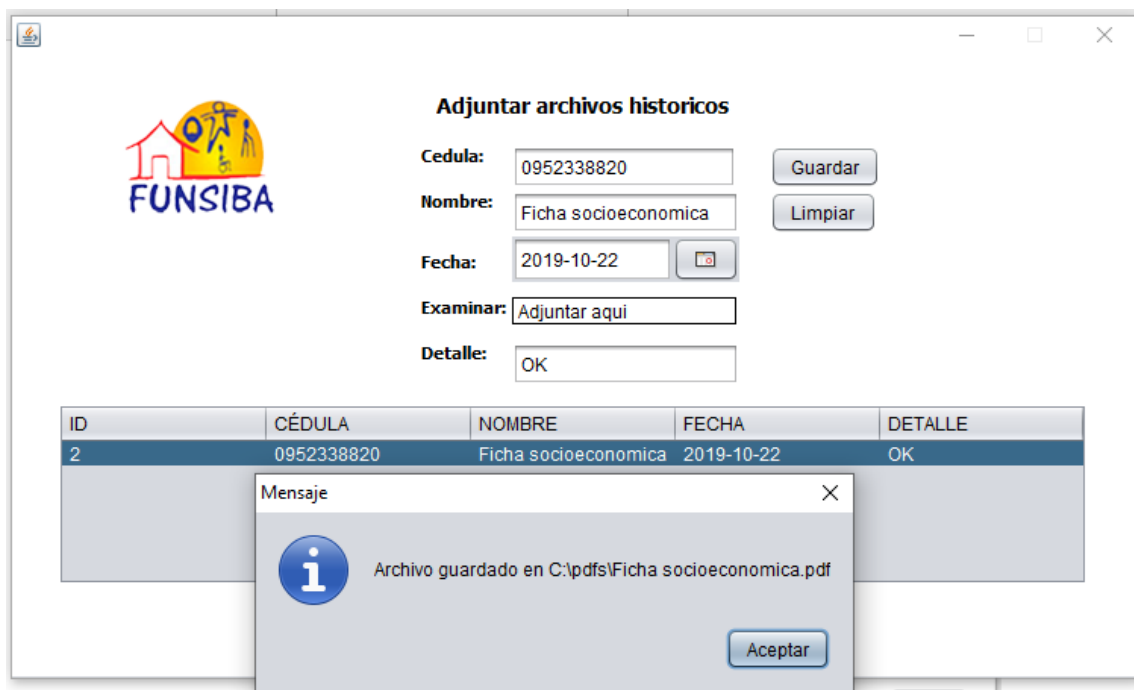 Adjuntar archivos historicos
FUNSIBA
Cedula: 0952338820 Guardar
Nombre: Ficha socioeconomica Limpiar
Fecha: 2019-10-22
Examinar: Adjuntar aqui
Detalle: OK
ID CÉDULA NOMBRE FECHA DETALLE
2 0952338820 Ficha socioeconomica 2019-10-22 OK
Mensaje
Archivo guardado en C:\pdfs\Ficha socioeconomica.pdf
Aceptar